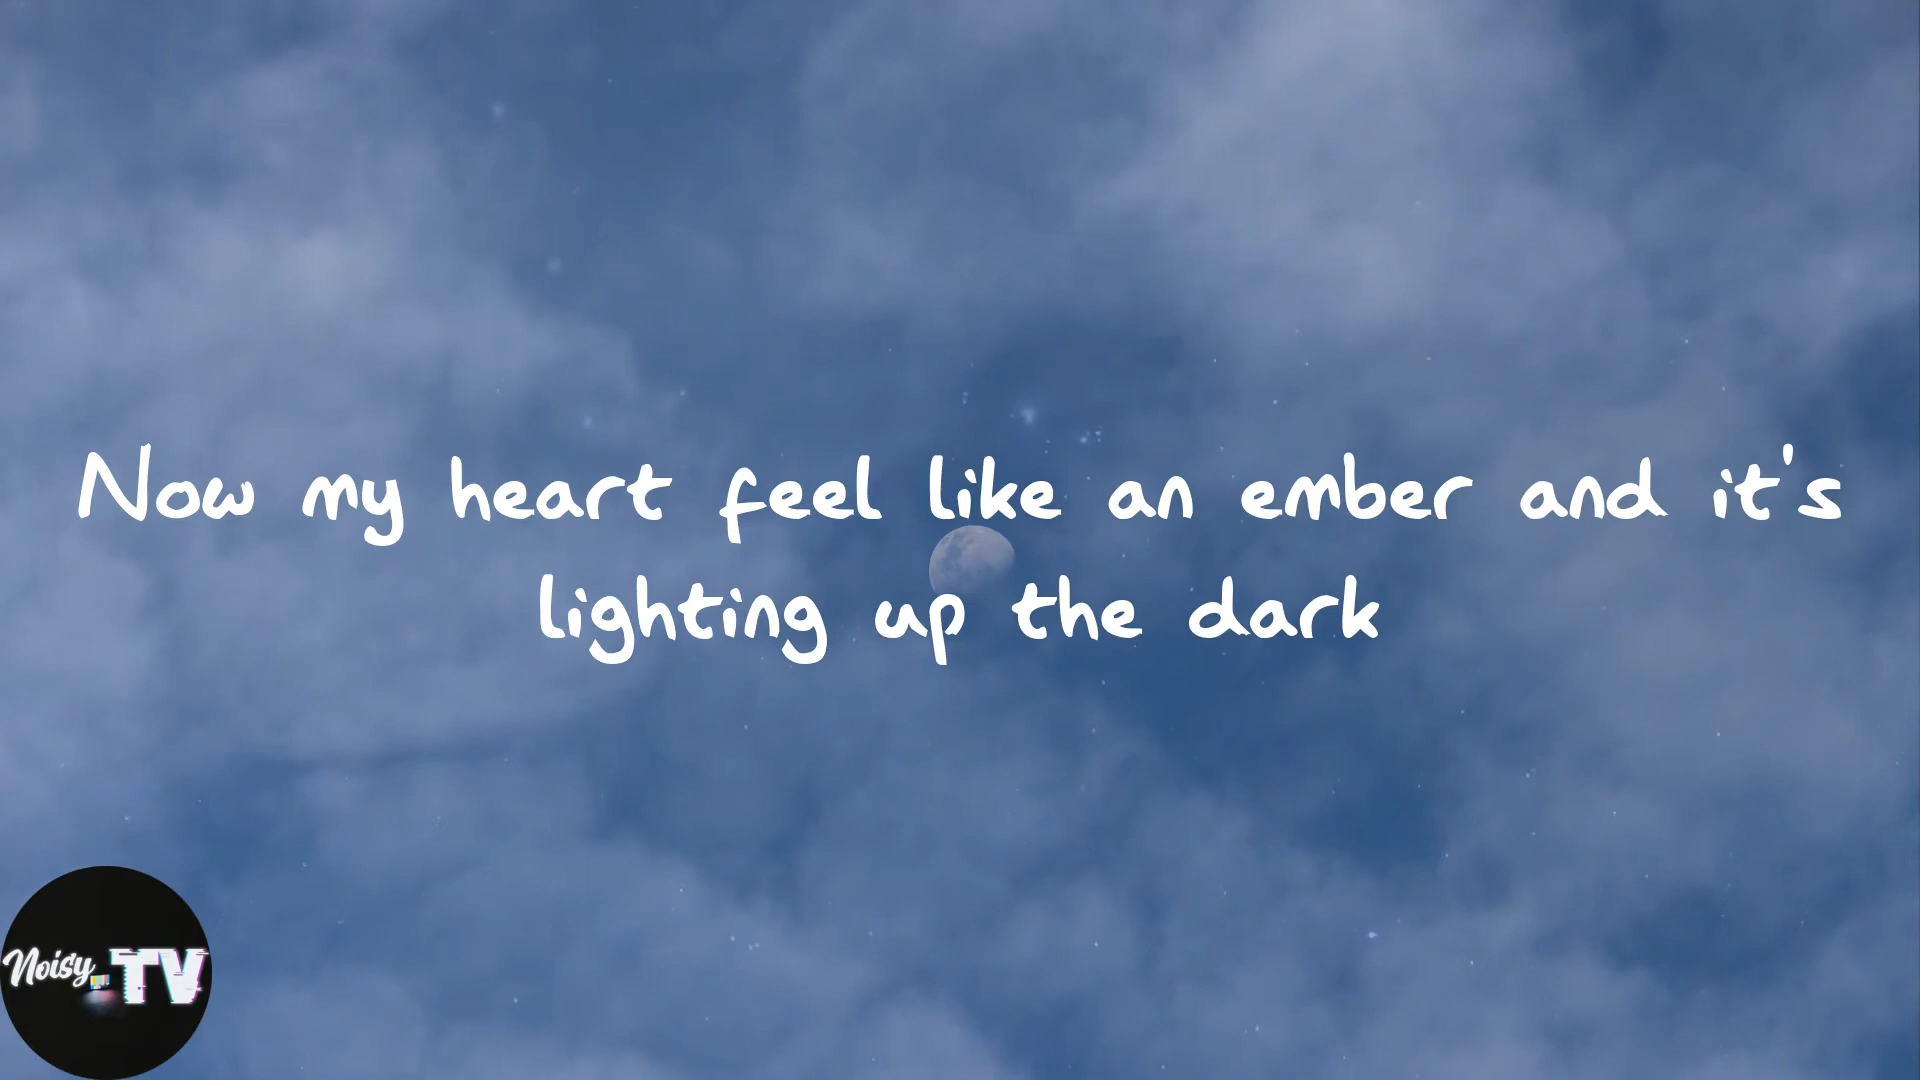 Now my heart feel like an ember and it's
lighting up the dark
Noisy TV